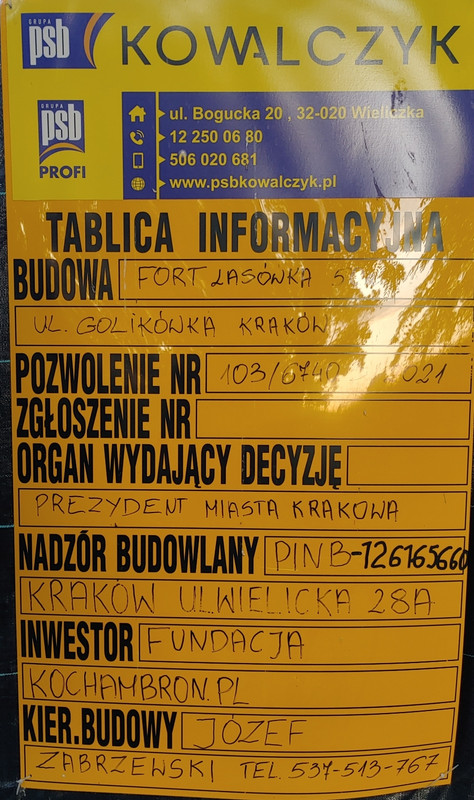 GRUPA psb KOWALCZYK
GRUPA psb PROFI
ul. Bogucka 20 , 32-020 Wieliczka
12 250 06 80
506 020 681
www.psbkowalczyk.pl
TABLICA INFORMACYJNA
BUDOWA FORT ŁASÓWKA
UL. GOLIKÓWKA KRAKÓW
POZWOLENIE NR
ZGŁOSZENIE NR
ORGAN WYDAJĄCY DECYZJĘ
PREZYDENT MIASTA KRAKOWA
NADZÓR BUDOWLANY PINB-126165660
KRAKÓW UL.WIELICKA 28A
INWESTOR FUNDACJA
KOCHAMBRON.PL
KIER.BUDOWY JÓZEF
ZABRZEWSKI TEL. 537-513-767